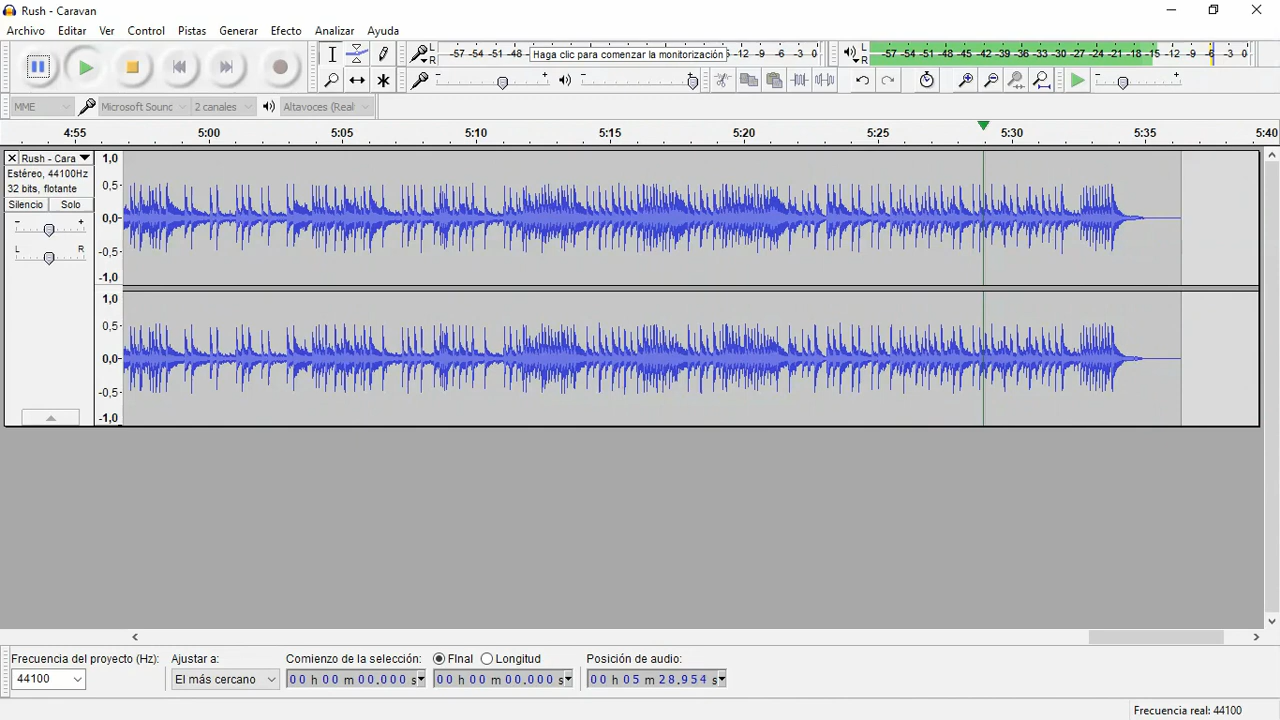 Rush - Caravan
Archivo Editar Ver Control Pistas Generar Efecto Analizar Ayuda
L
R
-57 -54 -51 -48 Haga clic para comenzar la monitorización -12 -9 -6 -3 0
L
R
-57 -54 -51 -48 -45 -42 -39 -36 -33 -30 -27 -24 -21 -18 -15 -12 -9 -6 -3 0
- +
- +
- +
MME Microsoft Sounc 2 canales Altavoces (Real
4:55 5:00 5:05 5:10 5:15 5:20 5:25 5:30 5:35 5:40
Rush - Cara
Estéreo, 44100Hz
32 bits, flotante
Silencio Solo
- +
L R
1,0
0,5
0,0
-0,5
-1,0
1,0
0,5
0,0
-0,5
-1,0
Frecuencia del proyecto (Hz): Ajustar a: Comienzo de la selección: FInal Longitud Posición de audio:
44100 El más cercano 00 h 00 m 00.000 s 00 h 00 m 00.000 s 00 h 05 m 28.954 s
Frecuencia real: 44100